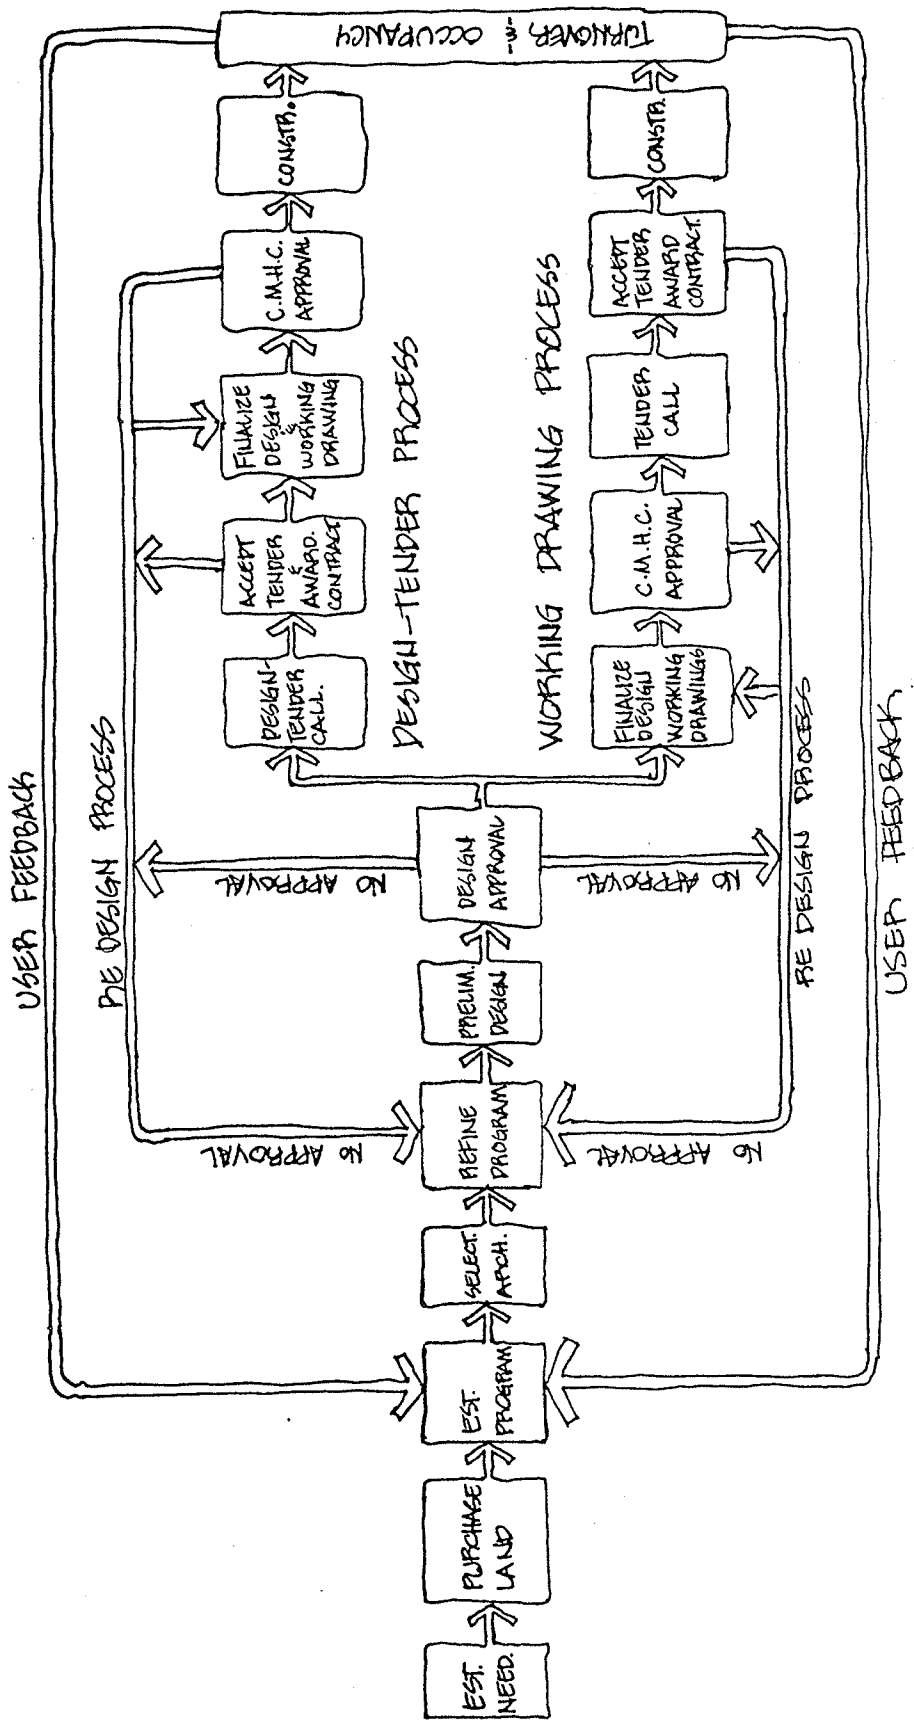 USER FEEDBACK
RE DESIGN PROCESS
EST.
NEED.
PURCHASE
LAND
EST.
PROGRAM
SELECT.
ARCH.
REFINE
PROGRAM
NO APPROVAL
NO APPROVAL
PRELIM.
DESIGN
DESIGN
APPROVAL
NO APPROVAL
NO APPROVAL
DESIGN-
TENDER
CALL.
ACCEPT
TENDER
&
AWARD.
CONTRACT
FINALIZE
DESIGN
&
WORKING
DRAWING
C.M.H.C.
APPROVAL
CONSTR.
DESIGN-TENDER PROCESS
WORKING DRAWING PROCESS
FINALIZE
DESIGN
WORKING
DRAWINGS
C.M.H.C.
APPROVAL
TENDER
CALL
ACCEPT
TENDER
AWARD
CONTRACT.
CONSTR.
TURNOVER & OCCUPANCY
RE DESIGN PROCESS
USER FEEDBACK.